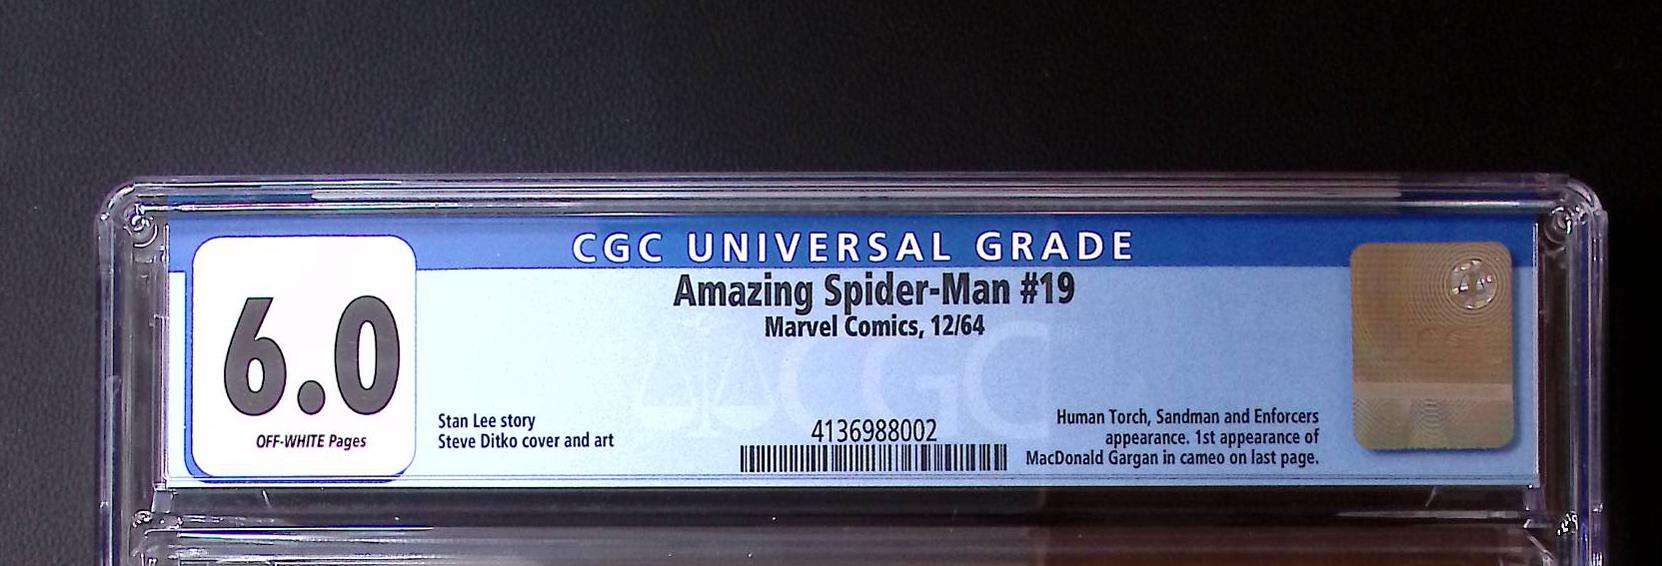 CGC UNIVERSAL GRADE
Amazing Spider-Man #19
Marvel Comics, 12/64
6.0
OFF-WHITE Pages
Stan Lee story
Steve Ditko cover and art
CGC
4136988002
Human Torch, Sandman and Enforcers
appearance. 1st appearance of
MacDonald Gargan in cameo on last page.